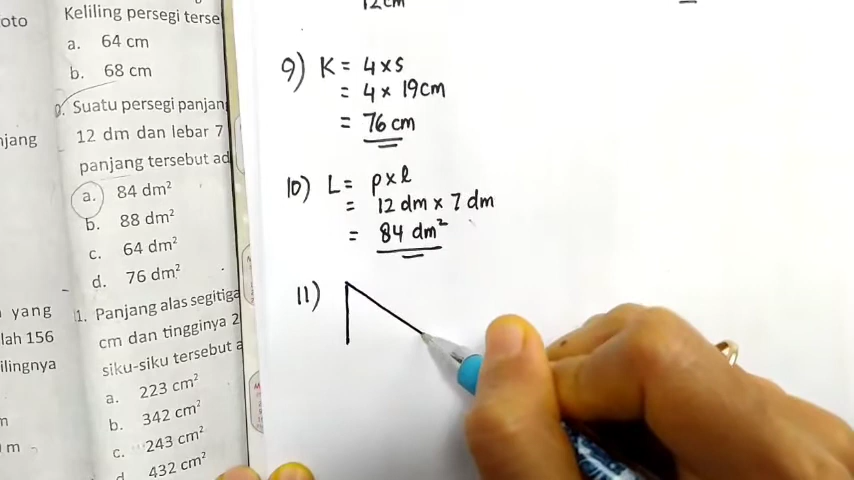 oto
njang
yang
lah 156
ilingnya
m
Keliling persegi terse
a. 64 cm
b. 68 cm
0. Suatu persegi panjan
12 dm dan lebar 7
panjang tersebut ad
a. 84 dm²
b. 88 dm²
c. 64 dm²
d. 76 dm²
1. Panjang alas segitiga
cm dan tingginya 2
siku-siku tersebut a
a. 223 cm²
b. 342 cm²
c. 243 cm²
d. 432 cm²
12cm
9) K = 4 x s
= 4 x 19cm
= 76 cm
10) L = p x l
= 12 dm x 7 dm
= 84 dm²
11)